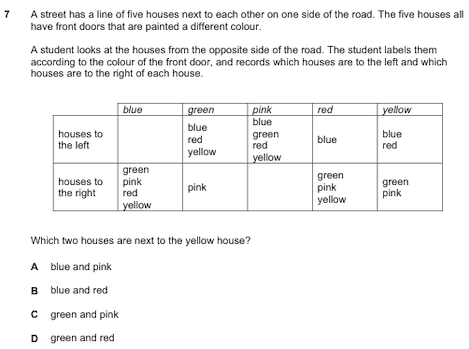 7 A street has a line of five houses next to each other on one side of the road. The five houses all
have front doors that are painted a different colour.
A student looks at the houses from the opposite side of the road. The student labels them
according to the colour of the front door, and records which houses are to the left and which
houses are to the right of each house.
blue green pink red yellow
houses to the left
blue red yellow
blue green red yellow
blue
blue red
houses to the right
green pink red yellow
pink
green pink yellow
green pink
Which two houses are next to the yellow house?
A blue and pink
B blue and red
C green and pink
D green and red